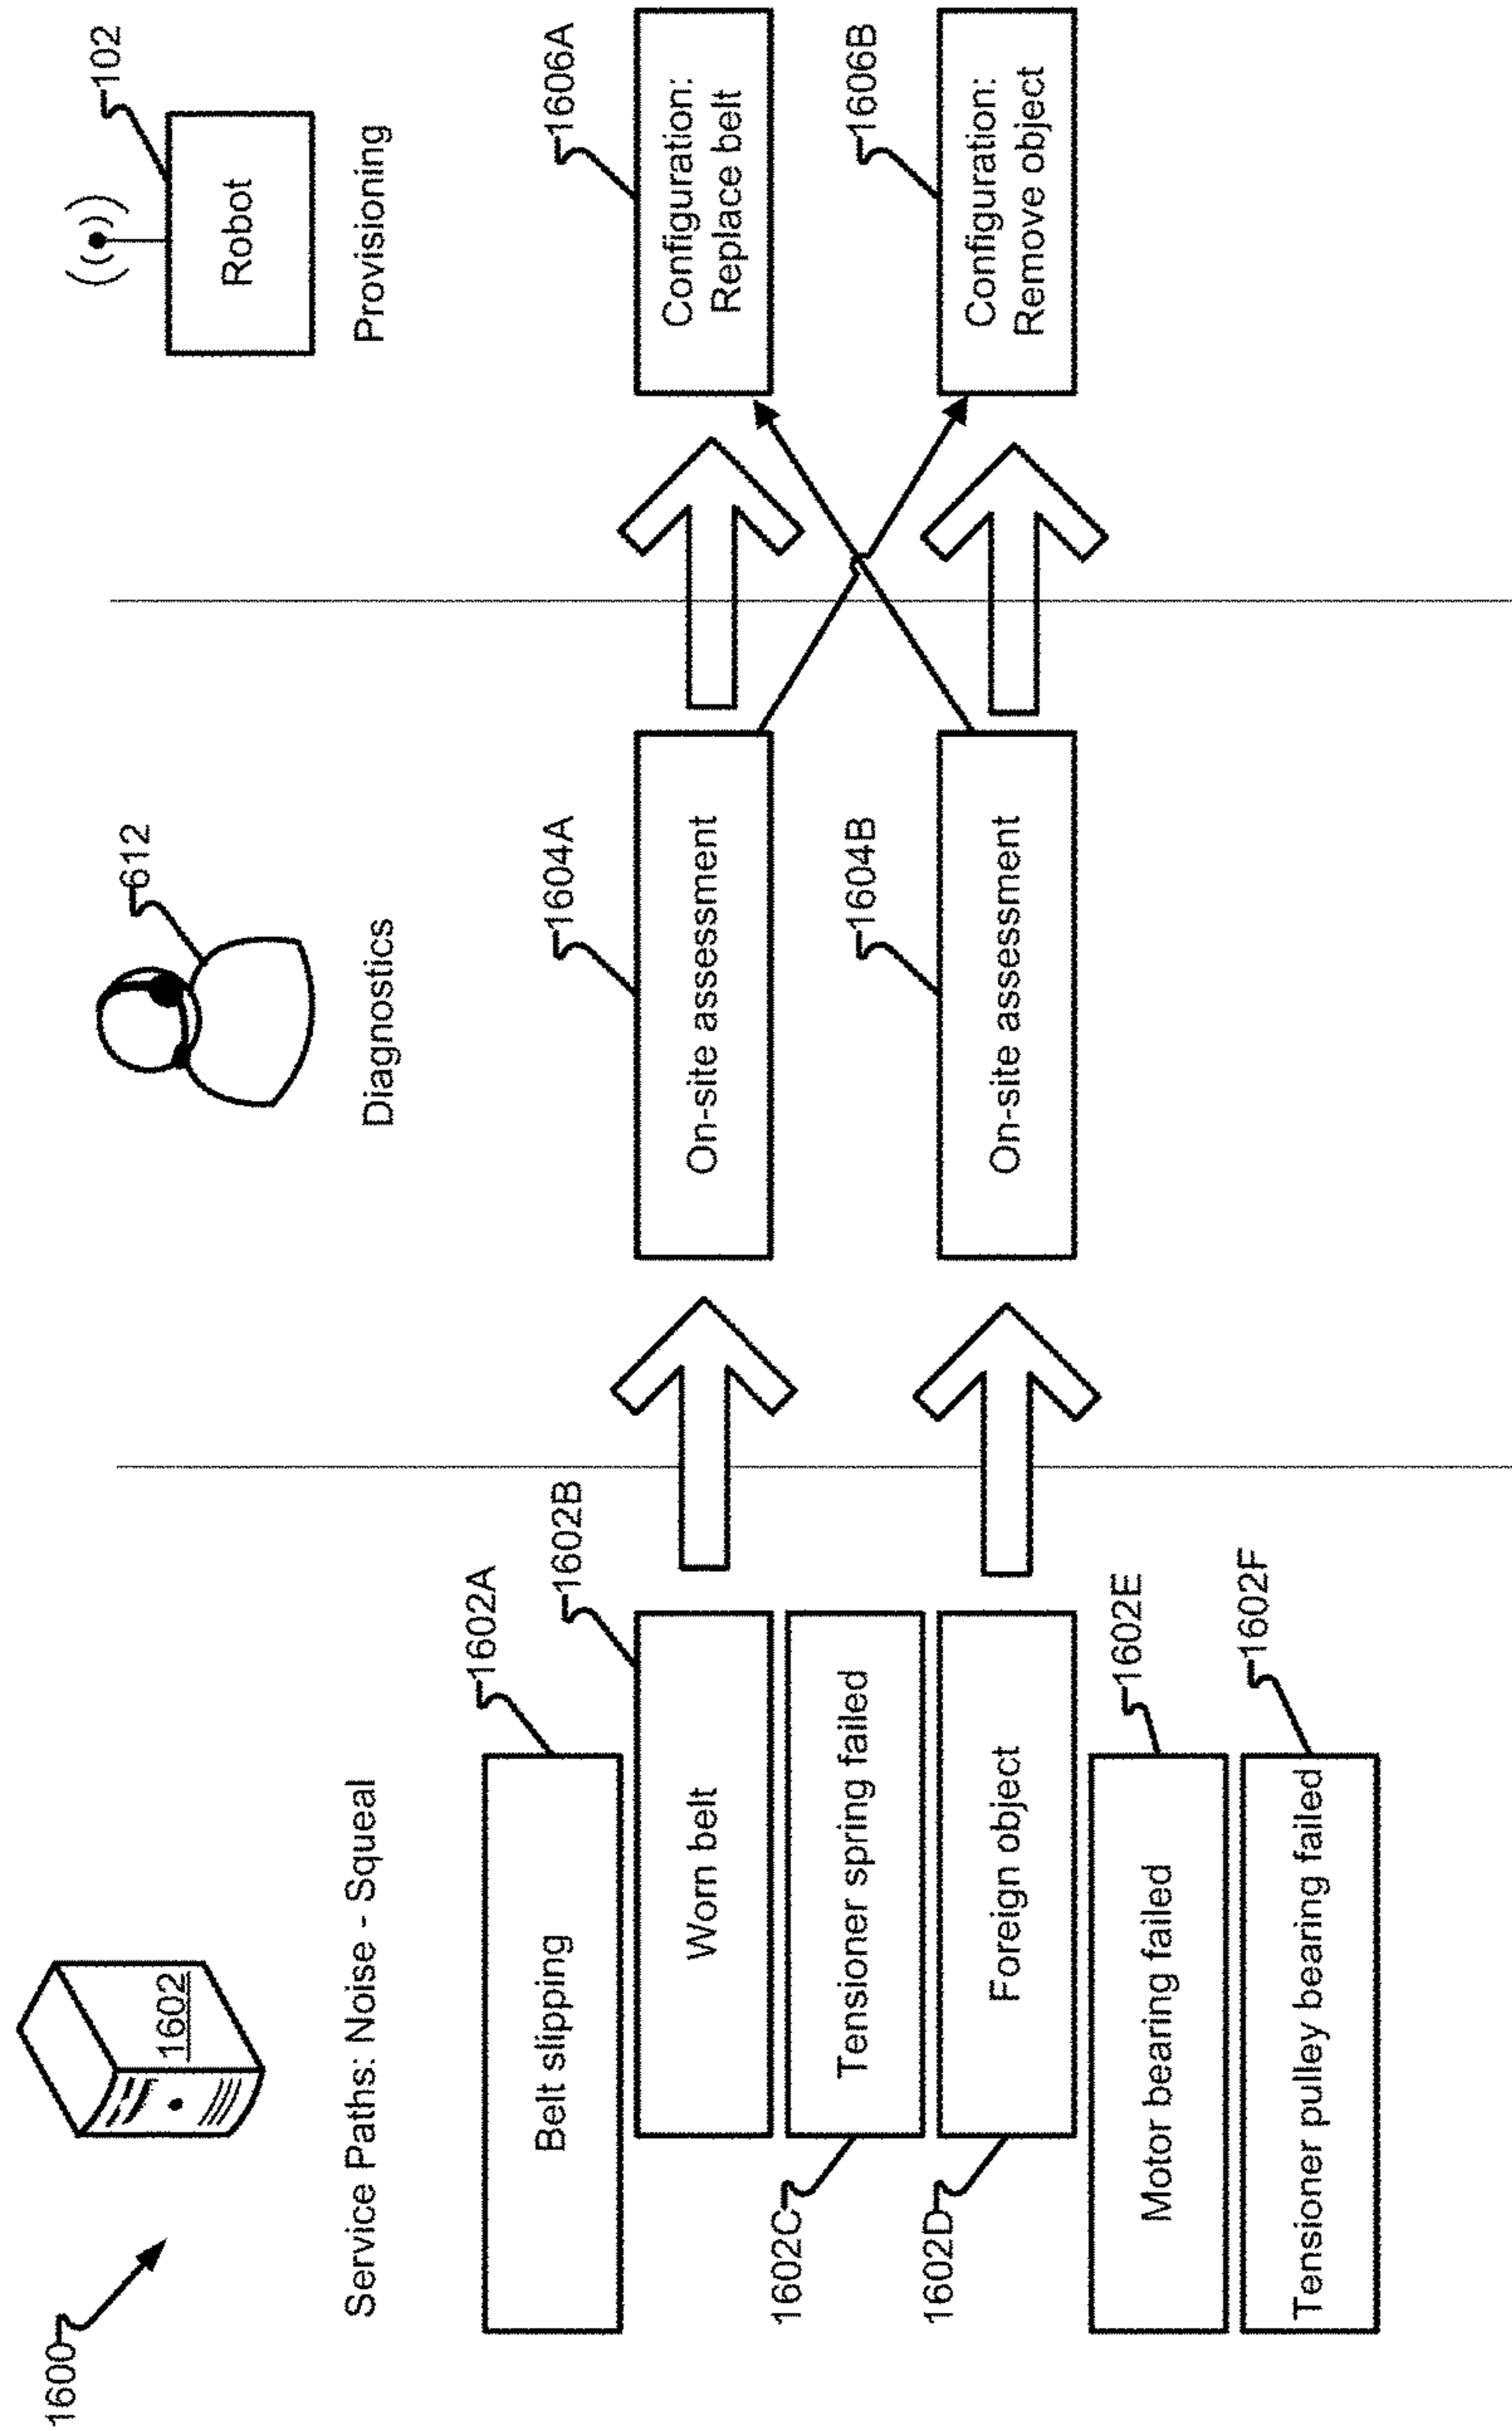 1600
1602
612
102
Robot
Service Paths: Noise - Squeal
Diagnostics
Provisioning
1602A
Belt slipping
1602B
Worn belt
1604A
On-site assessment
1606A
Configuration:
Replace belt
1602C
Tensioner spring failed
1602D
Foreign object
1604B
On-site assessment
1606B
Configuration:
Remove object
1602E
Motor bearing failed
1602F
Tensioner pulley bearing failed